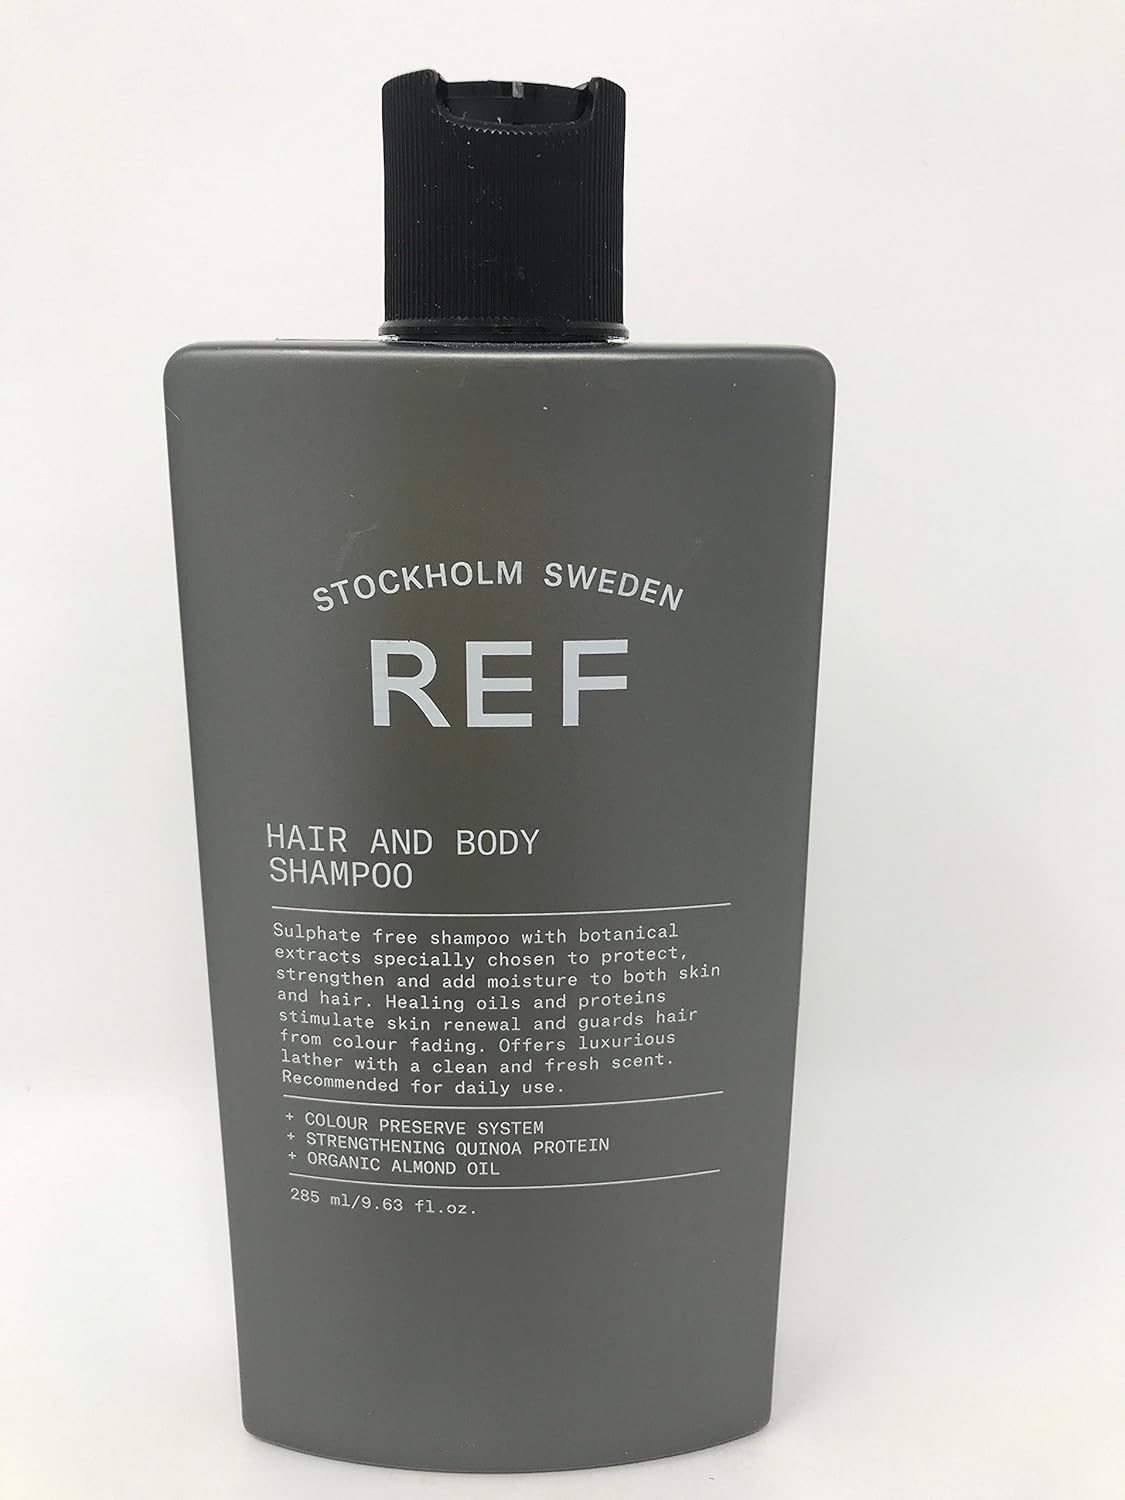 STOCKHOLM SWEDEN
REF
HAIR AND BODY
SHAMPOO
Sulphate free shampoo with botanical
extracts specially chosen to protect,
strengthen and add moisture to both skin
and hair. Healing oils and proteins
stimulate skin renewal and guards hair
from colour fading. Offers luxurious
lather with a clean and fresh scent.
Recommended for daily use.
+ COLOUR PRESERVE SYSTEM
+ STRENGTHENING QUINOA PROTEIN
+ ORGANIC ALMOND OIL
285 ml/9.63 fl.oz.